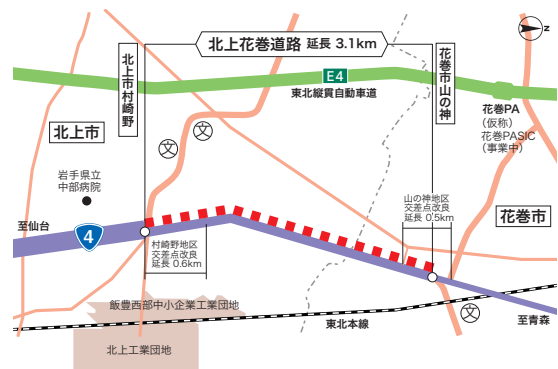 北上花巻道路 延長 3.1km
N
北上市村崎野
花巻市山の神
E4
東北縦貫自動車道
花巻PA
(仮称)
花巻PASIC
(事業中)
北上市
文
文
岩手県立
中部病院
至仙台
4
山の神地区
交差点改良
延長 0.5km
花巻市
村崎野地区
交差点改良
延長 0.6km
飯豊西部中小企業工業団地
東北本線
文
至青森
北上工業団地